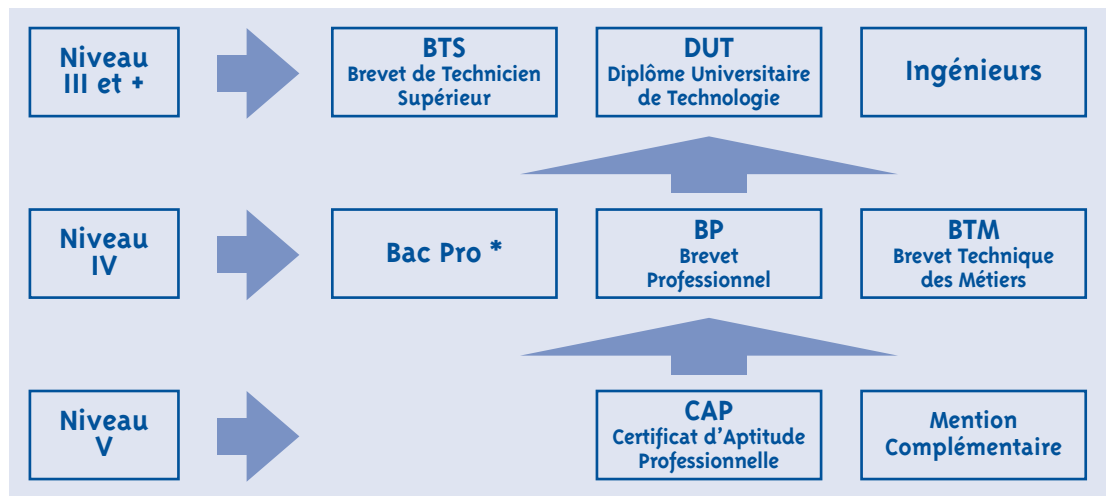 Niveau
III et +
BTS
Brevet de Technicien
Supérieur
DUT
Diplôme Universitaire
de Technologie
Ingénieurs
Niveau
IV
Bac Pro *
BP
Brevet
Professionnel
BTM
Brevet Technique
des Métiers
Niveau
V
CAP
Certificat d'Aptitude
Professionnelle
Mention
Complémentaire